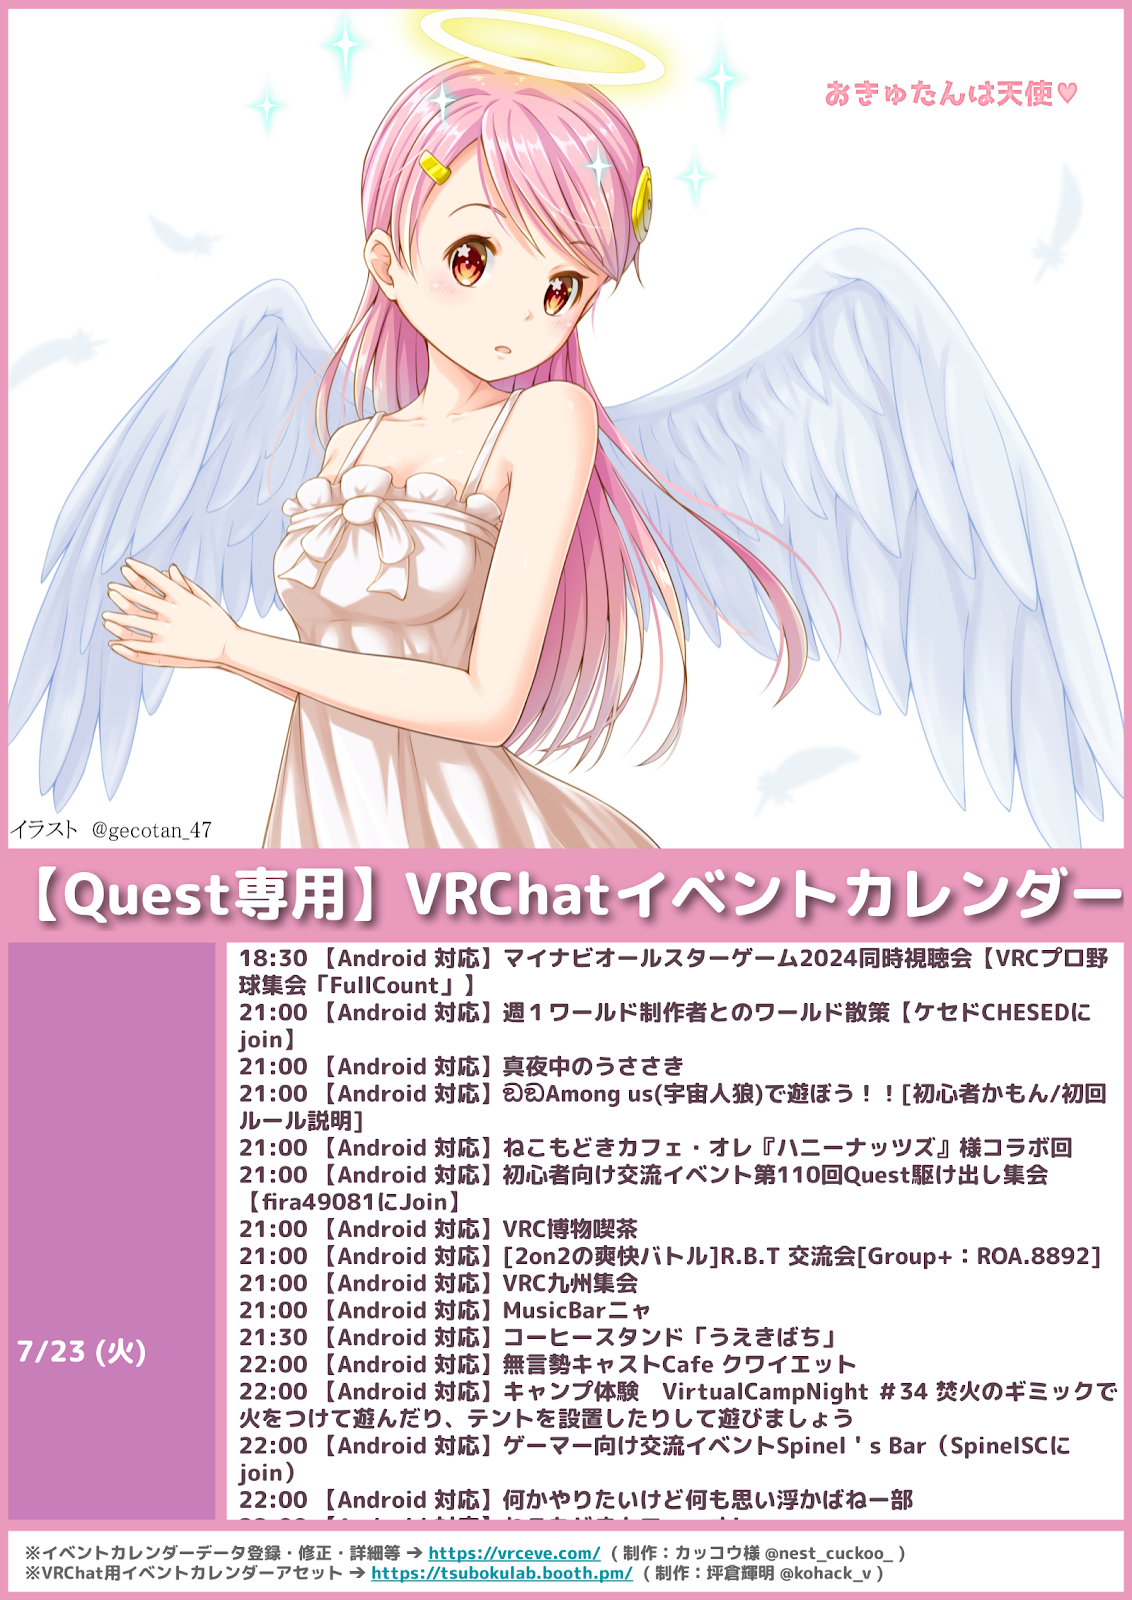 おきゅたんは天使♥
イラスト @gecotan_47
【Quest専用】VRChatイベントカレンダー
7/23 (火)
18:30 【Android 対応】マイナビオールスターゲーム2024同時視聴会【VRCプロ野
球集会「FullCount」】
21:00 【Android 対応】週１ワールド制作者とのワールド散策【ケセドCHESEDに
join】
21:00 【Android 対応】真夜中のうささき
21:00 【Android 対応】ඞඞAmong us(宇宙人狼)で遊ぼう！！[初心者かもん/初回
ルール説明]
21:00 【Android 対応】ねこもどきカフェ・オレ『ハニーナッツズ』様コラボ回
21:00 【Android 対応】初心者向け交流イベント第110回Quest駆け出し集会
【fira49081にJoin】
21:00 【Android 対応】VRC博物喫茶
21:00 【Android 対応】[2on2の爽快バトル]R.B.T 交流会[Group+：ROA.8892]
21:00 【Android 対応】VRC九州集会
21:00 【Android 対応】MusicBarニャ
21:30 【Android 対応】コーヒースタンド「うえきばち」
22:00 【Android 対応】無言勢キャストCafe クワイエット
22:00 【Android 対応】キャンプ体験　VirtualCampNight ＃34 焚火のギミックで
火をつけて遊んだり、テントを設置したりして遊びましょう
22:00 【Android 対応】ゲーマー向け交流イベントSpinel＇s Bar（SpinelSCに
join）
22:00 【Android 対応】何かやりたいけど何も思い浮かばねー部
※イベントカレンダーデータ登録・修正・詳細等 → https://vrceve.com/ （制作：カッコウ様 @nest_cuckoo_ ）
※VRChat用イベントカレンダーアセット → https://tsubokulab.booth.pm/ （制作：坪倉輝明 @kohack_v ）